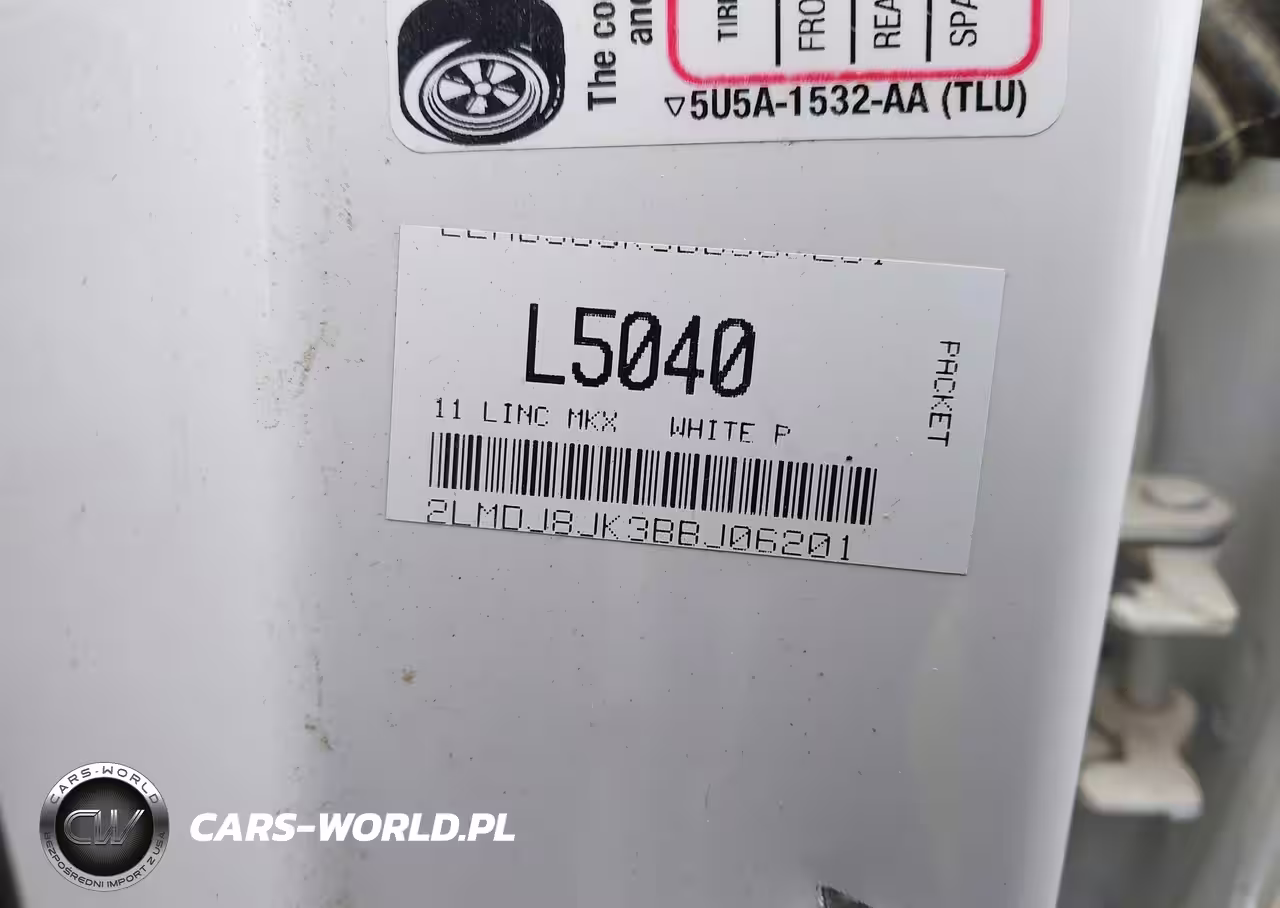 The co
and
TIRE
FRO
REA
SPA
▽5U5A-1532-AA (TLU)
L5040
PACKET
11 LINC MKX WHITE P
2LMDJ8JK3BBJ06201
CARS-WORLD
CW
BEZPOŚREDNI IMPORT Z USA
CARS-WORLD.PL